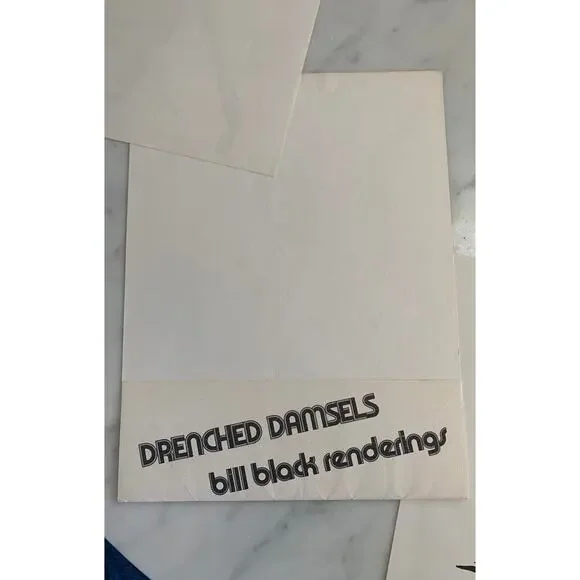 DRENCHED DAMSELS
bill black renderings